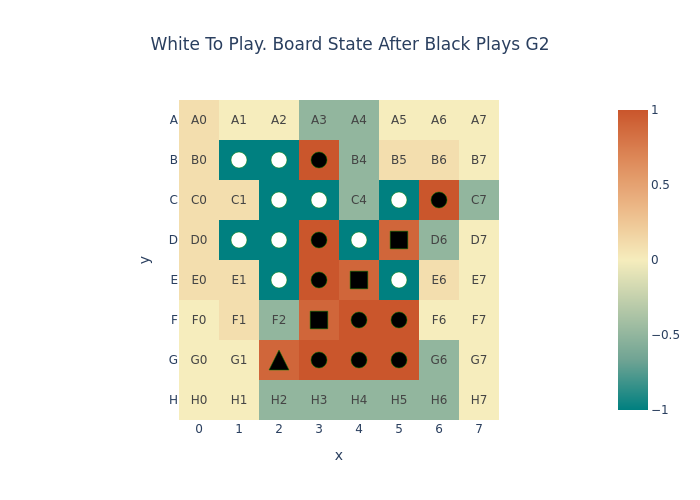 White To Play. Board State After Black Plays G2
A A0 A1 A2 A3 A4 A5 A6 A7
B B0 B4 B5 B6 B7
C C0 C1 C4 C7
D D0 D6 D7
E E0 E1 E6 E7
F F0 F1 F2 F6 F7
G G0 G1 G6 G7
H H0 H1 H2 H3 H4 H5 H6 H7
0 1 2 3 4 5 6 7
x
y
1
0.5
0
−0.5
−1